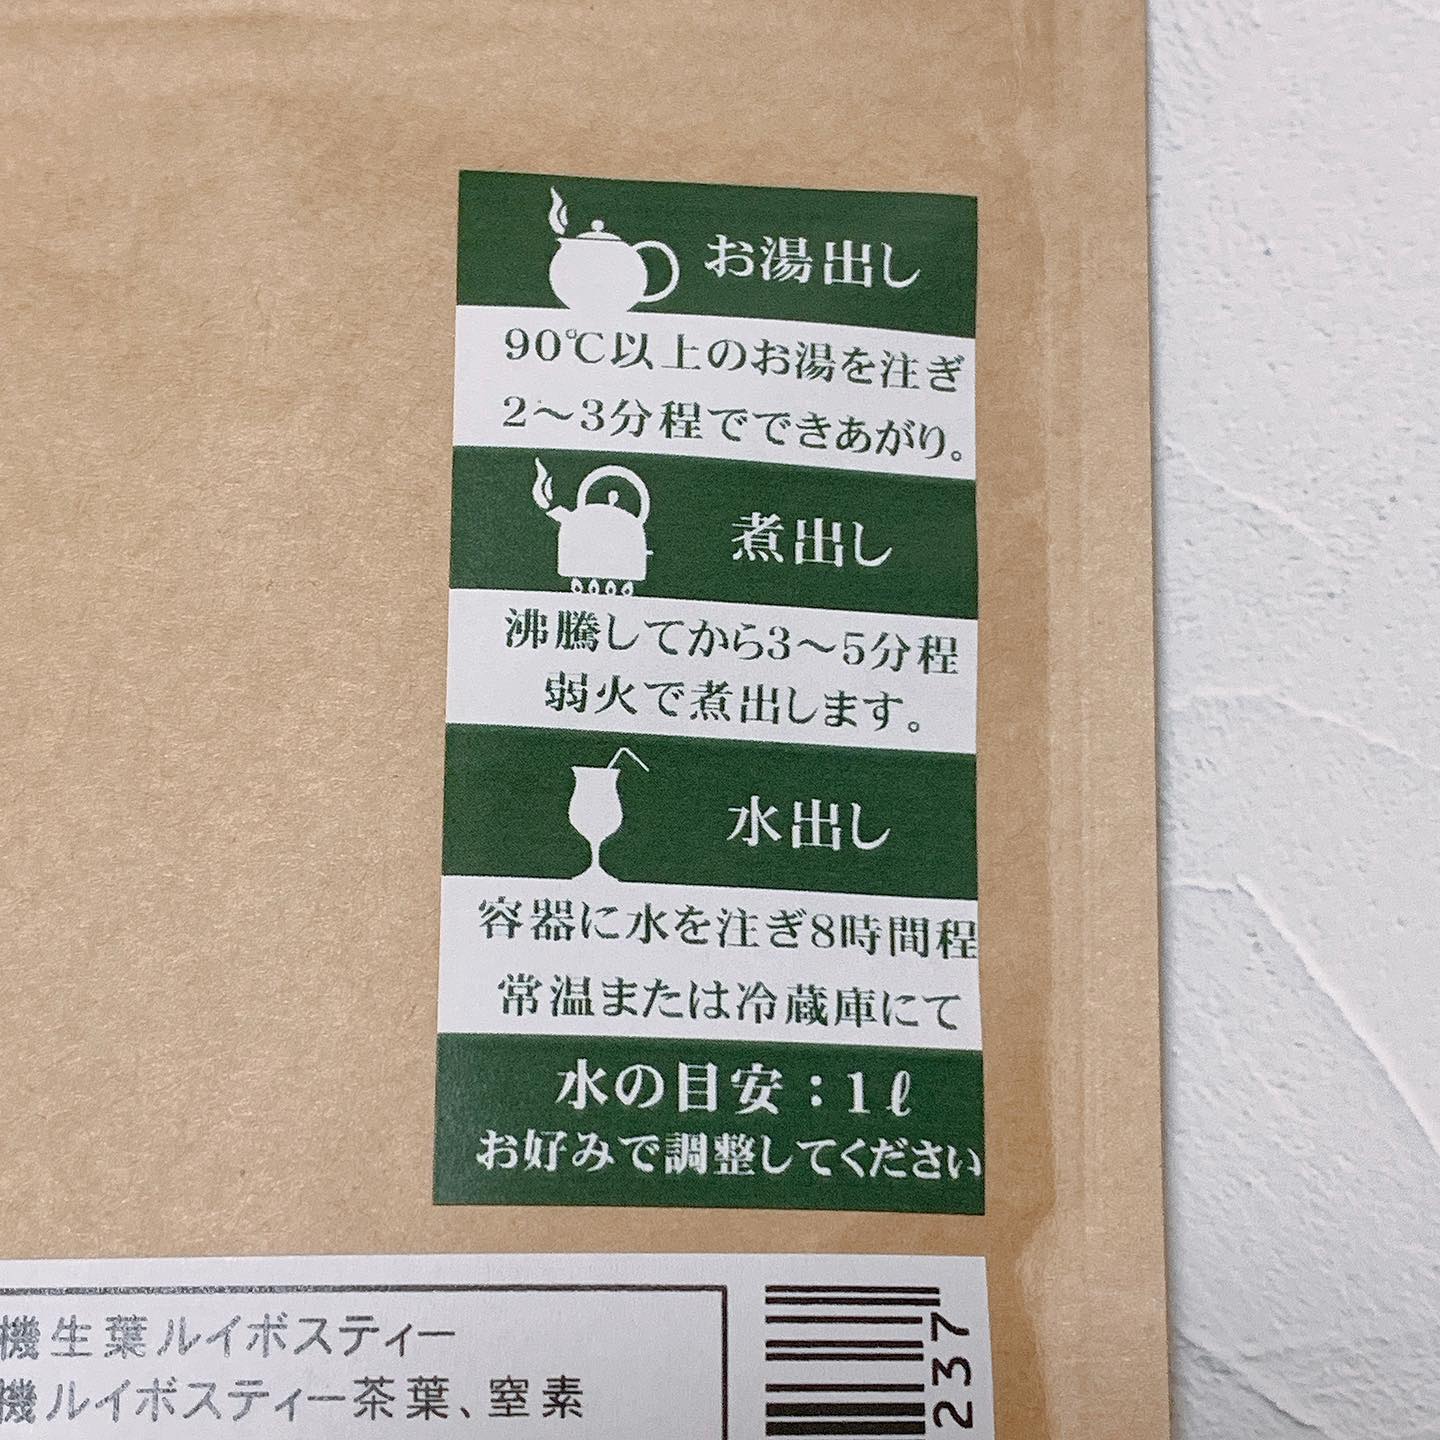 お湯出し
90℃以上のお湯を注ぎ
2〜3分程でできあがり。
煮出し
沸騰してから3〜5分程
弱火で煮出します。
水出し
容器に水を注ぎ8時間程
常温または冷蔵庫にて
水の目安：1ℓ
お好みで調整してください
機生葉ルイボスティー
機ルイボスティー茶葉、窒素
237